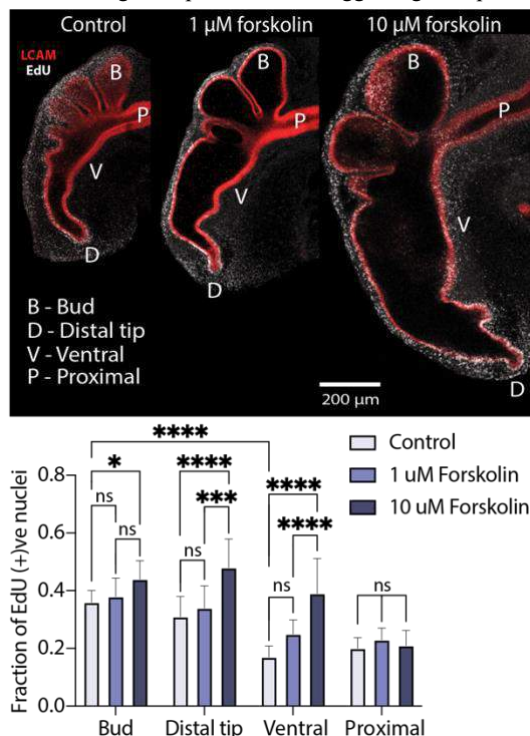 Control
1 µM forskolin
10 µM forskolin
LCAM
EdU
B
B
B
P
P
P
V
V
V
D
D
D
B - Bud
D - Distal tip
V - Ventral
P - Proximal
200 µm
Control
1 uM Forskolin
10 uM Forskolin
Fraction of EdU (+)ve nuclei
0.8
0.6
0.4
0.2
0.0
****
* **** ****
*** ****
ns ns ns ns ns
Bud Distal tip Ventral Proximal